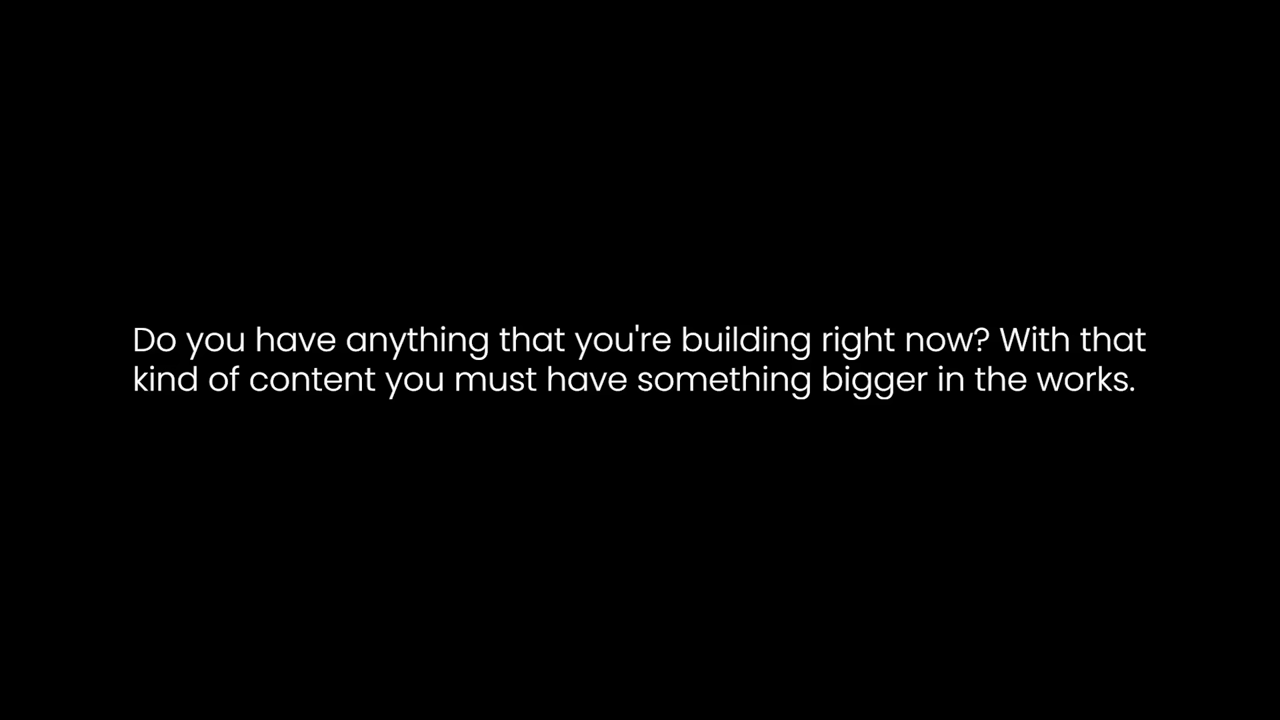 Do you have anything that you're building right now? With that
kind of content you must have something bigger in the works.